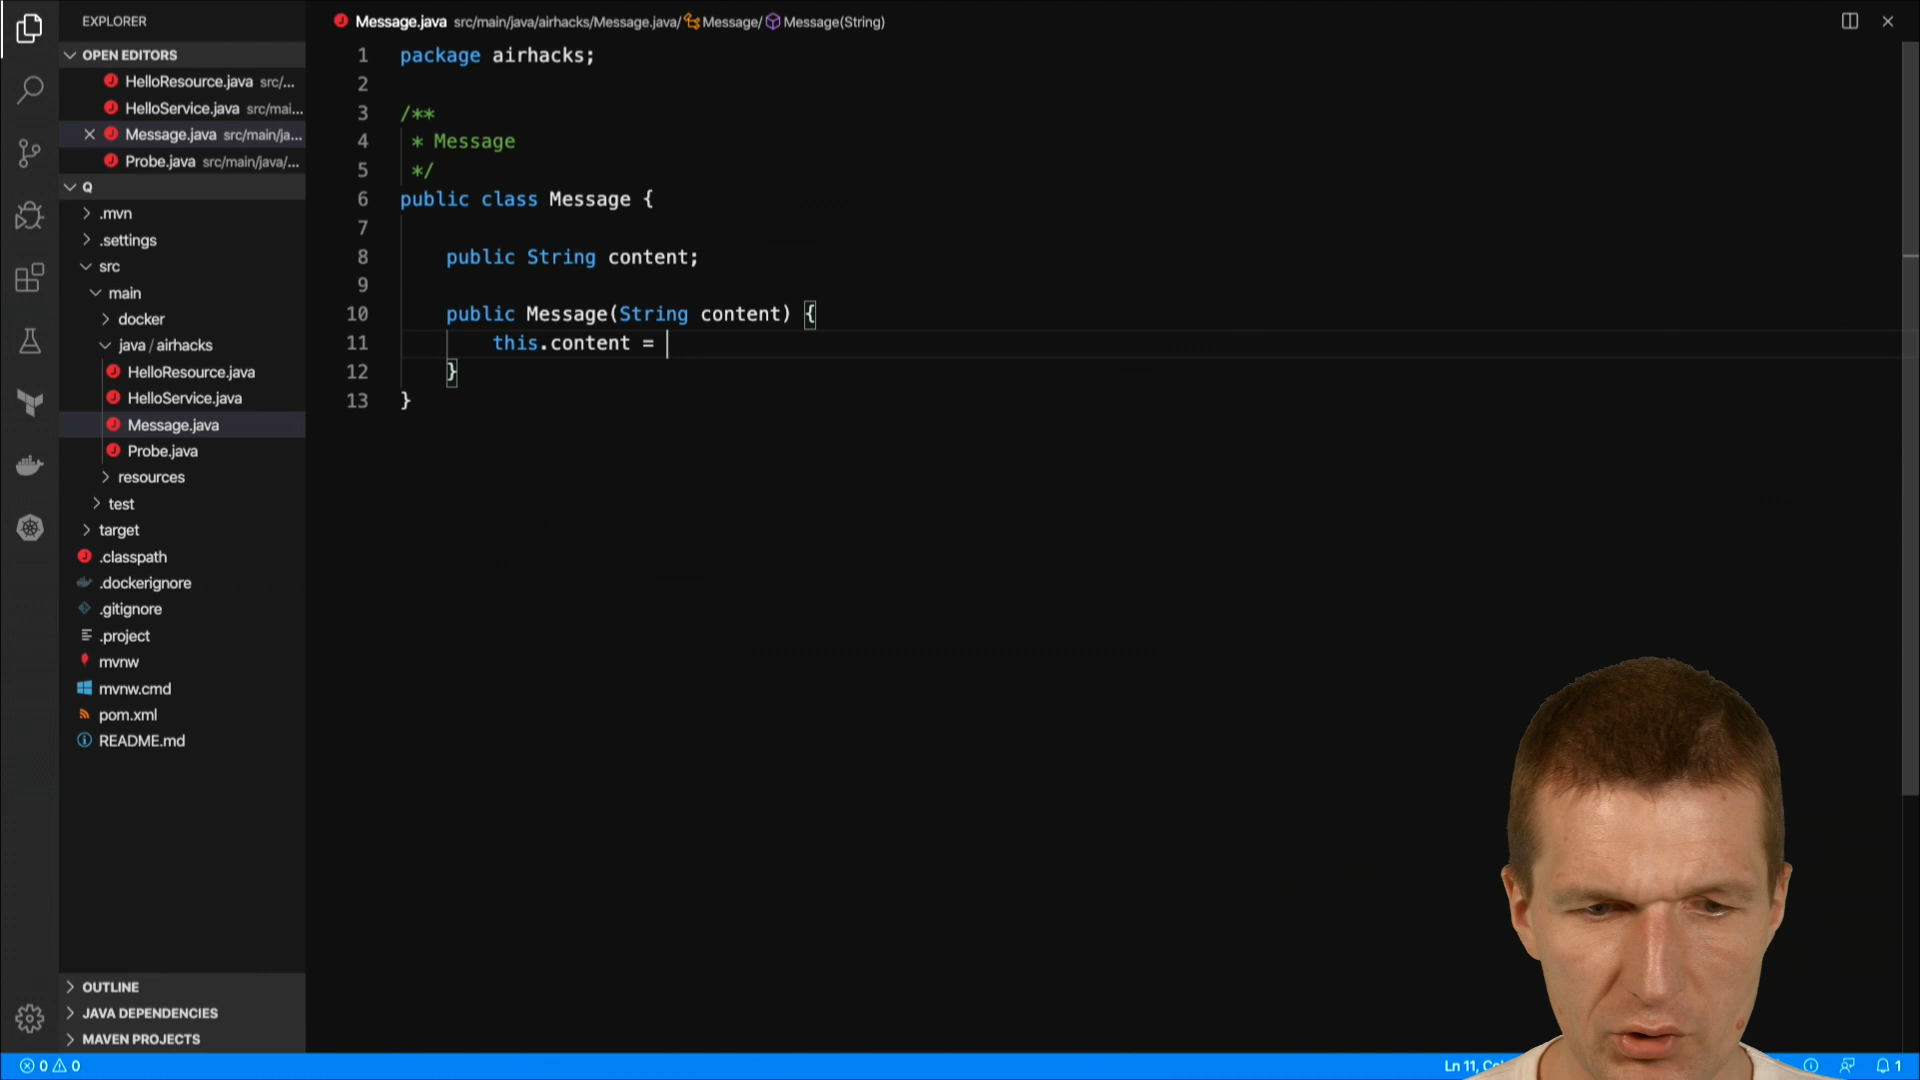 EXPLORER
OPEN EDITORS
HelloResource.java src/...
HelloService.java src/mai...
Message.java src/main/ja...
Probe.java src/main/java/...
Q
.mvn
.settings
src
main
docker
java / airhacks
HelloResource.java
HelloService.java
Message.java
Probe.java
resources
test
target
.classpath
.dockerignore
.gitignore
.project
mvnw
mvnw.cmd
pom.xml
README.md
OUTLINE
JAVA DEPENDENCIES
MAVEN PROJECTS
Message.java src/main/java/airhacks/Message.java/ Message/ Message(String)
1 package airhacks;
2
3 /**
4 * Message
5 */
6 public class Message {
7
8 public String content;
9
10 public Message(String content) {
11 this.content =
12 }
13 }
0 0
Ln 11,
1